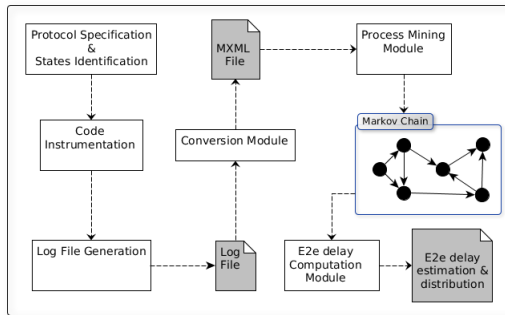 Protocol Specification
&
States Identification
Code
Instrumentation
Log File Generation
Log
File
Conversion Module
MXML
File
Process Mining
Module
Markov Chain
E2e delay
Computation
Module
E2e delay
estimation &
distribution